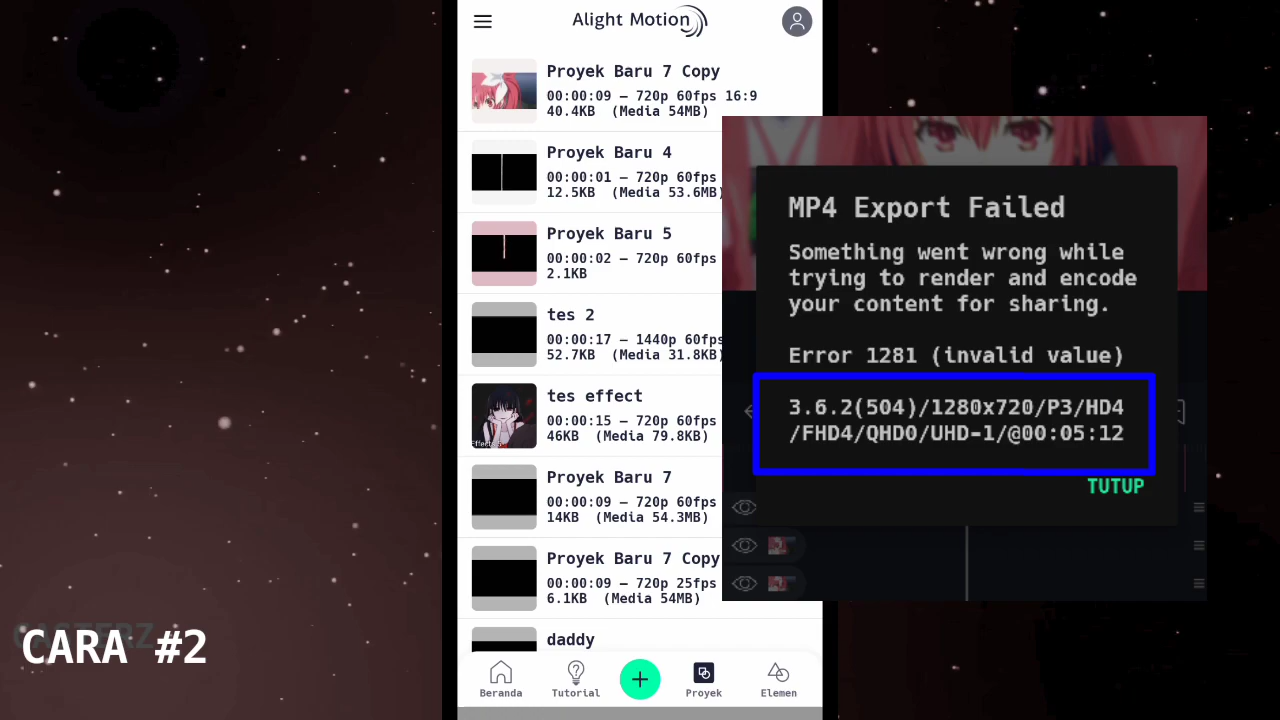 Alight Motion
Proyek Baru 7 Copy
00:00:09 — 720p 60fps 16:9
40.4KB (Media 54MB)
Proyek Baru 4
00:00:01 — 720p 60fps
12.5KB (Media 53.6MB)
Proyek Baru 5
00:00:02 — 720p 60fps
2.1KB
tes 2
00:00:17 — 1440p 60fps
52.7KB (Media 31.8KB)
tes effect
00:00:15 — 720p 60fps
46KB (Media 79.8KB)
Proyek Baru 7
00:00:09 — 720p 60fps
14KB (Media 54.3MB)
Proyek Baru 7 Copy
00:00:09 — 720p 25fps
6.1KB (Media 54MB)
daddy
Beranda
Tutorial
Proyek
Elemen
MP4 Export Failed
Something went wrong while
trying to render and encode
your content for sharing.
Error 1281 (invalid value)
3.6.2(504)/1280x720/P3/HD4
/FHD4/QHD0/UHD-1/@00:05:12
TUTUP
CARA #2